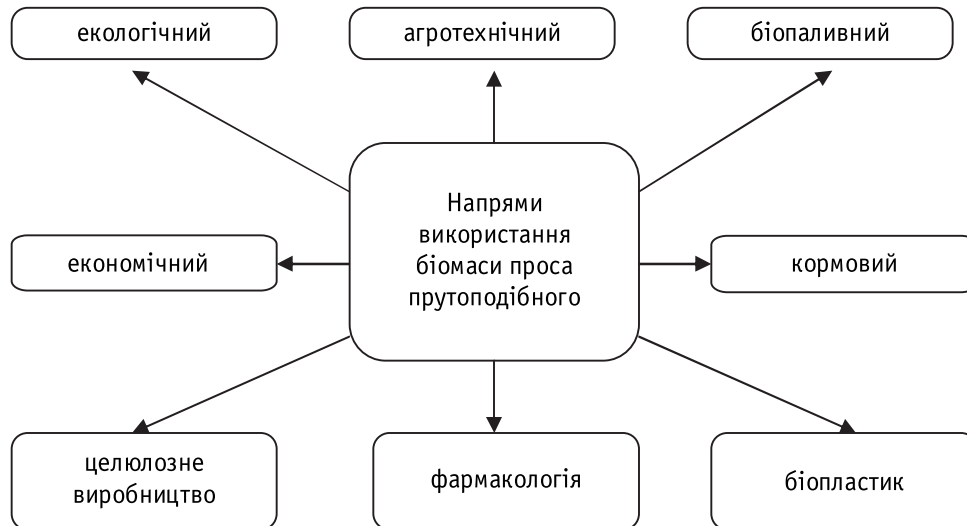 екологічний
агротехнічний
біопаливний
Напрями
використання
біомаси проса
прутоподібного
економічний
кормовий
целюлозне
виробництво
фармакологія
біопластик